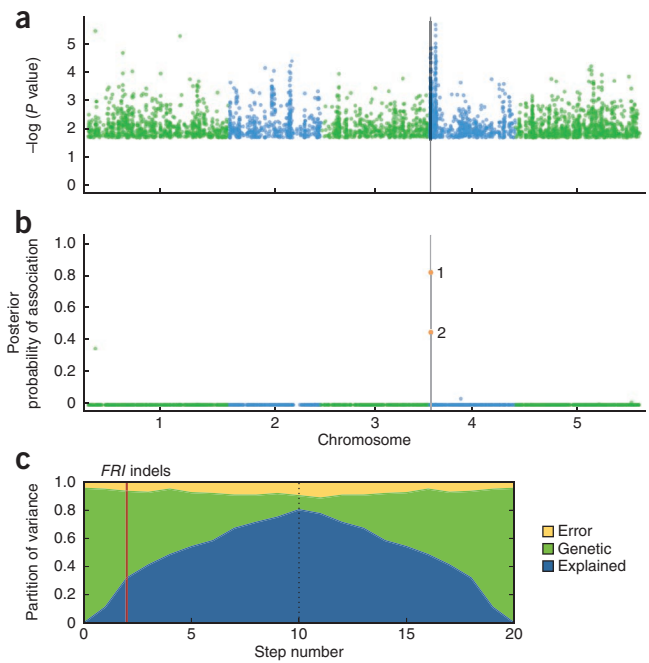 a
–log (P value)
5
4
3
2
1
0
b
Posterior
probability of association
1.0
0.8
0.6
0.4
0.2
0
1
2
1
2
3
4
5
Chromosome
c
FRI indels
Partition of variance
1.0
0.8
0.6
0.4
0.2
0
0
5
10
15
20
Step number
Error
Genetic
Explained